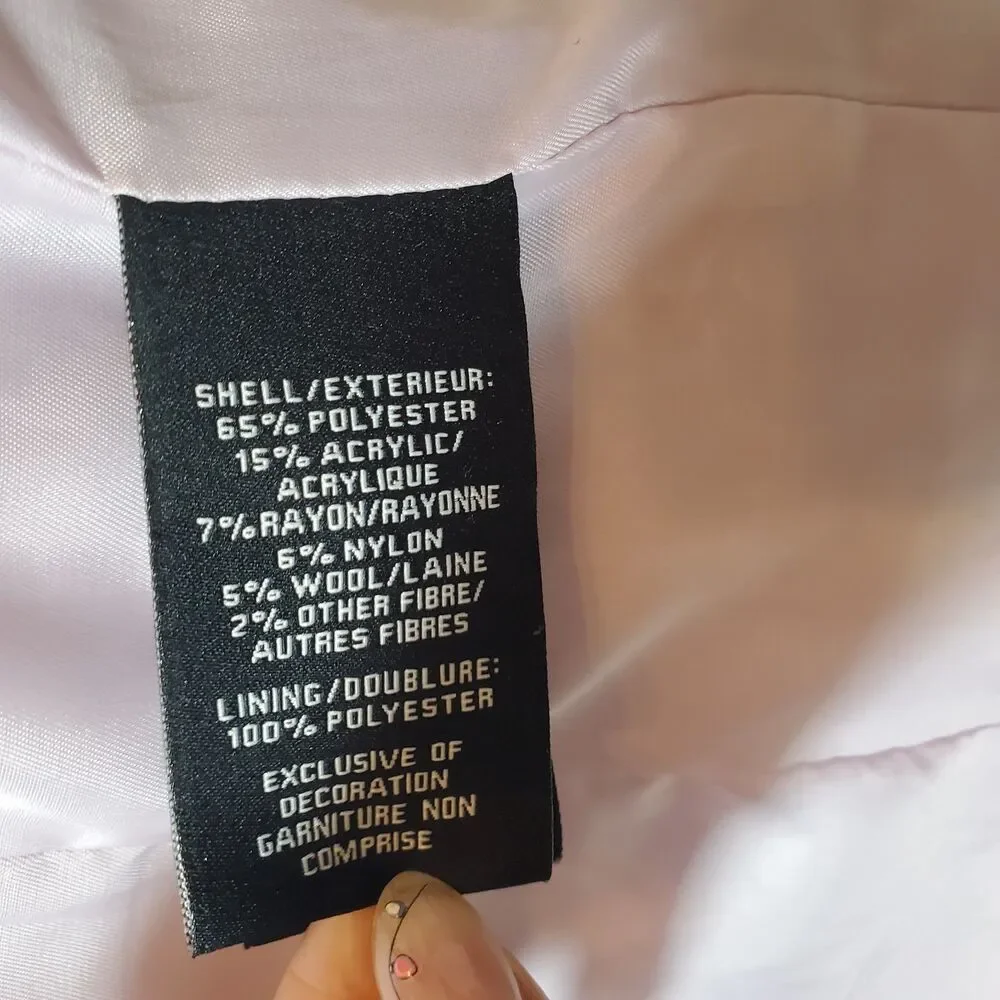 SHELL/EXTERIEUR:
65% POLYESTER
15% ACRYLIC/
ACRYLIQUE
7% RAYON/RAYONNE
6% NYLON
5% WOOL/LAINE
2% OTHER FIBRE/
AUTRES FIBRES
LINING/DOUBLURE:
100% POLYESTER
EXCLUSIVE OF
DECORATION
GARNITURE NON
COMPRISE